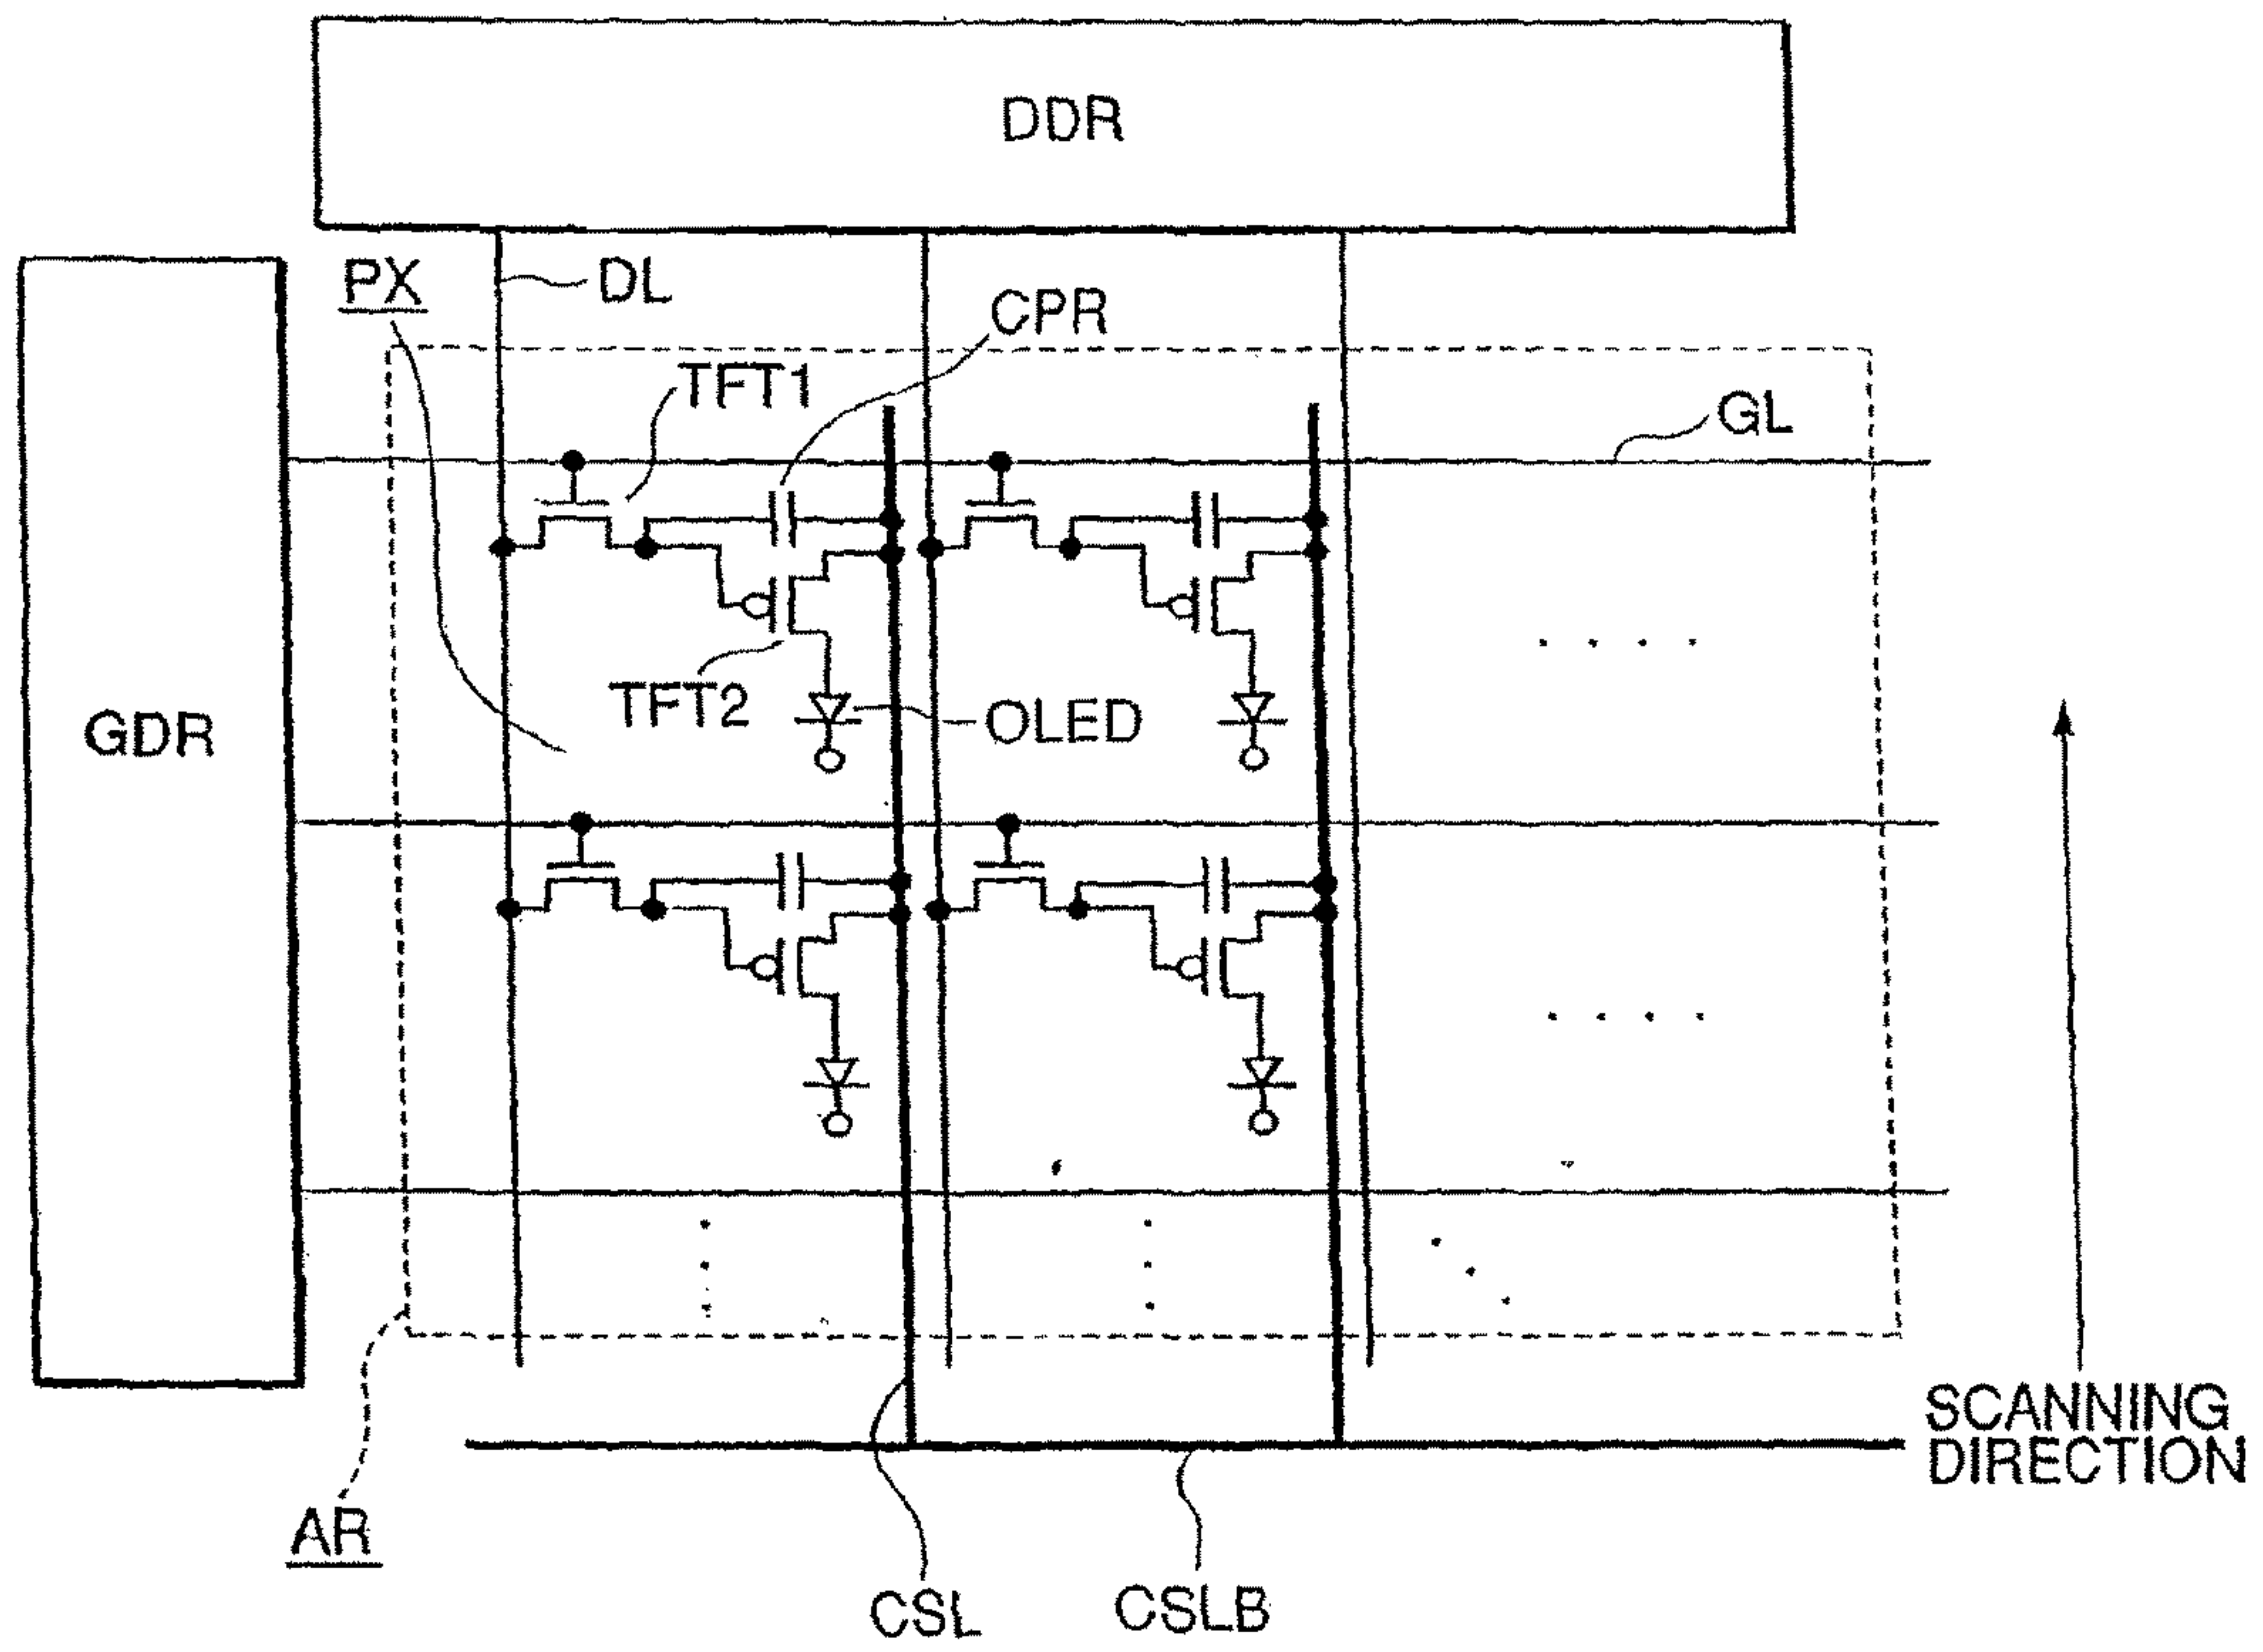 DDR
PX
DL
CPR
TFT1
GL
GDR
TFT2
OLED
SCANNING
DIRECTION
AR
CSL
CSLB